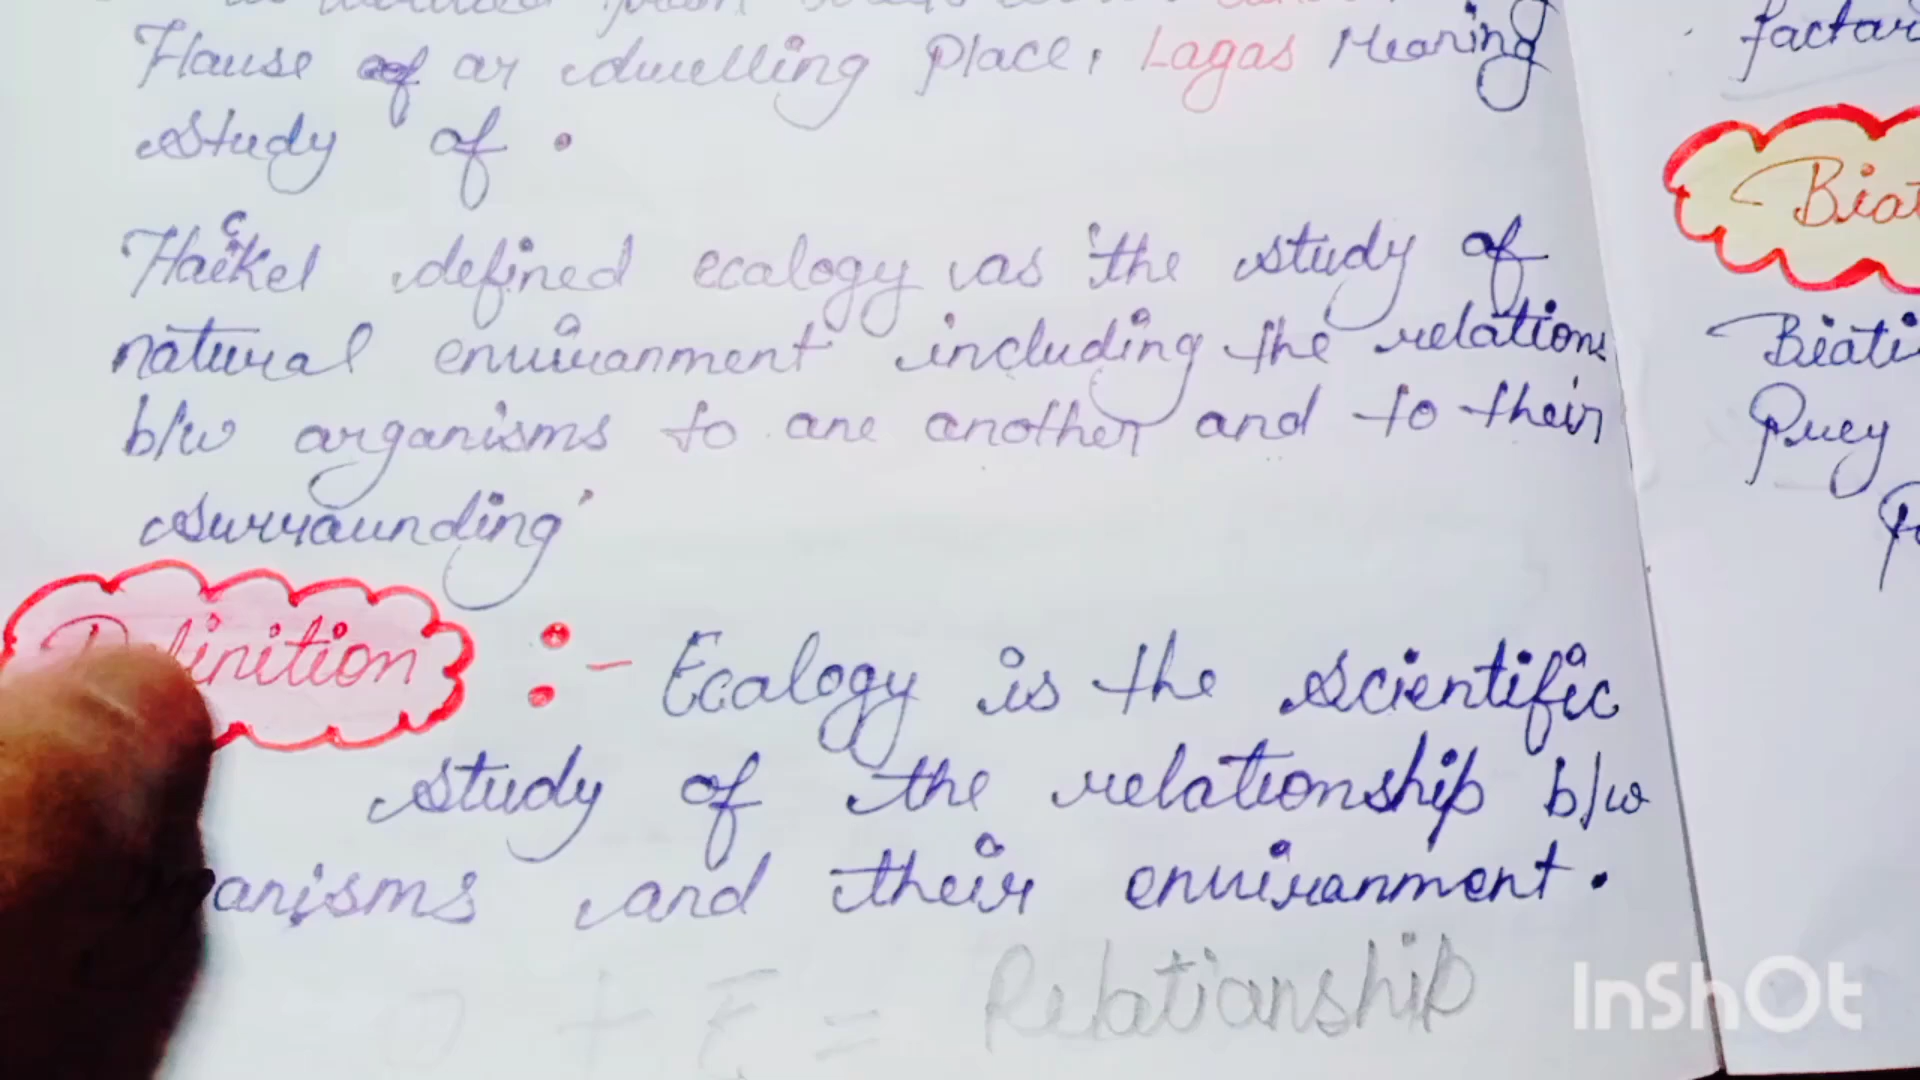 House of or dwelling Place, Logos Meaning
study of .
Haeckel defined ecology as 'the study of
natural environment including the relations
b/w organisms to one another and to their
surrounding'
Definition :- Ecology is the scientific
study of the relationship b/w
anisms and their environment.
O + E = Relationship
factor
Biot
Bioti
Prey
InShOt